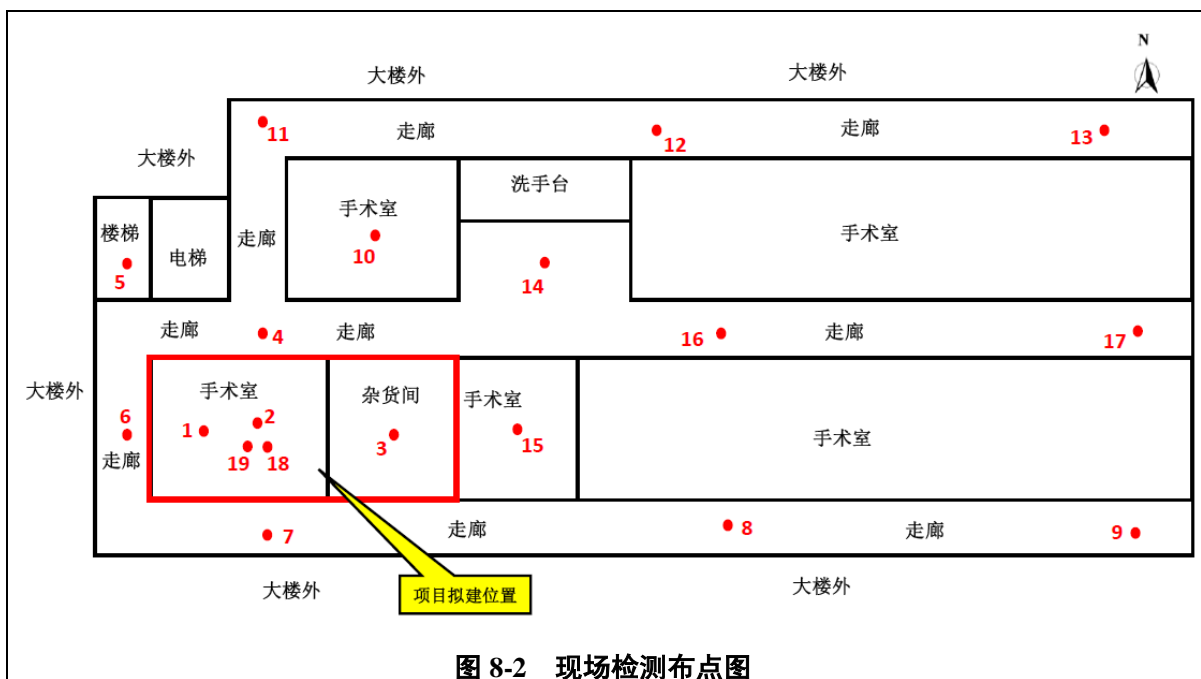 N
大楼外
大楼外
11
走廊
12
走廊
13
大楼外
洗手台
手术室
楼梯
电梯
走廊
10
14
手术室
5
走廊
4
走廊
16
走廊
17
大楼外
手术室
杂货间
手术室
6
1
2
3
15
手术室
走廊
19
18
7
走廊
8
走廊
9
大楼外
项目拟建位置
大楼外
图 8-2 现场检测布点图